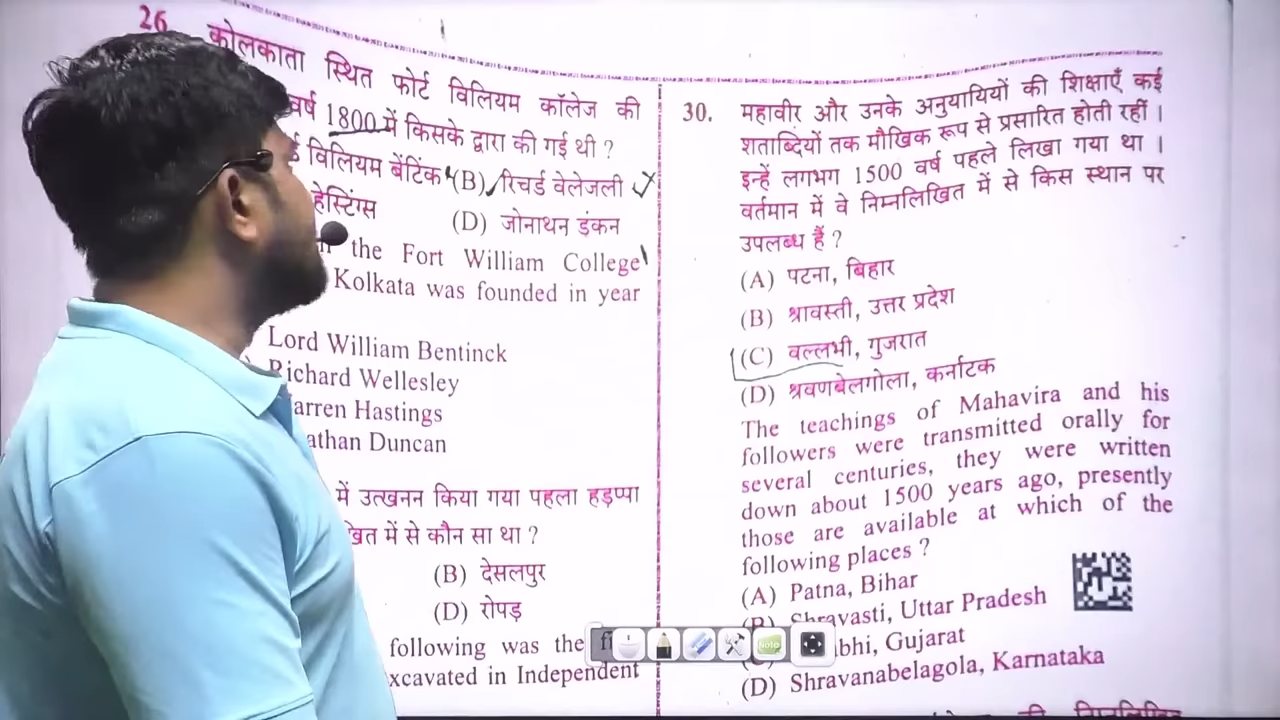 26
कोलकाता स्थित फोर्ट विलियम कॉलेज की
वर्ष 1800 में किसके द्वारा की गई थी ?
विलियम बेंटिंक (B) रिचर्ड वेलेजली
हेस्टिंग्स (D) जोनाथन डंकन
the Fort William College
Kolkata was founded in year
Lord William Bentinck
Richard Wellesley
arren Hastings
athan Duncan
में उत्खनन किया गया पहला हड़प्पा
खित में से कौन सा था ?
(B) देसलपुर
(D) रोपड़
following was the
xcavated in Independent
30. महावीर और उनके अनुयायियों की शिक्षाएँ कई
शताब्दियों तक मौखिक रूप से प्रसारित होती रहीं ।
इन्हें लगभग 1500 वर्ष पहले लिखा गया था ।
वर्तमान में वे निम्नलिखित में से किस स्थान पर
उपलब्ध हैं ?
(A) पटना, बिहार
(B) श्रावस्ती, उत्तर प्रदेश
(C) वल्लभी, गुजरात
(D) श्रवणबेलगोला, कर्नाटक
The teachings of Mahavira and his
followers were transmitted orally for
several centuries, they were written
down about 1500 years ago, presently
those are available at which of the
following places ?
(A) Patna, Bihar
Shravasti, Uttar Pradesh
bhi, Gujarat
(D) Shravanabelagola, Karnataka